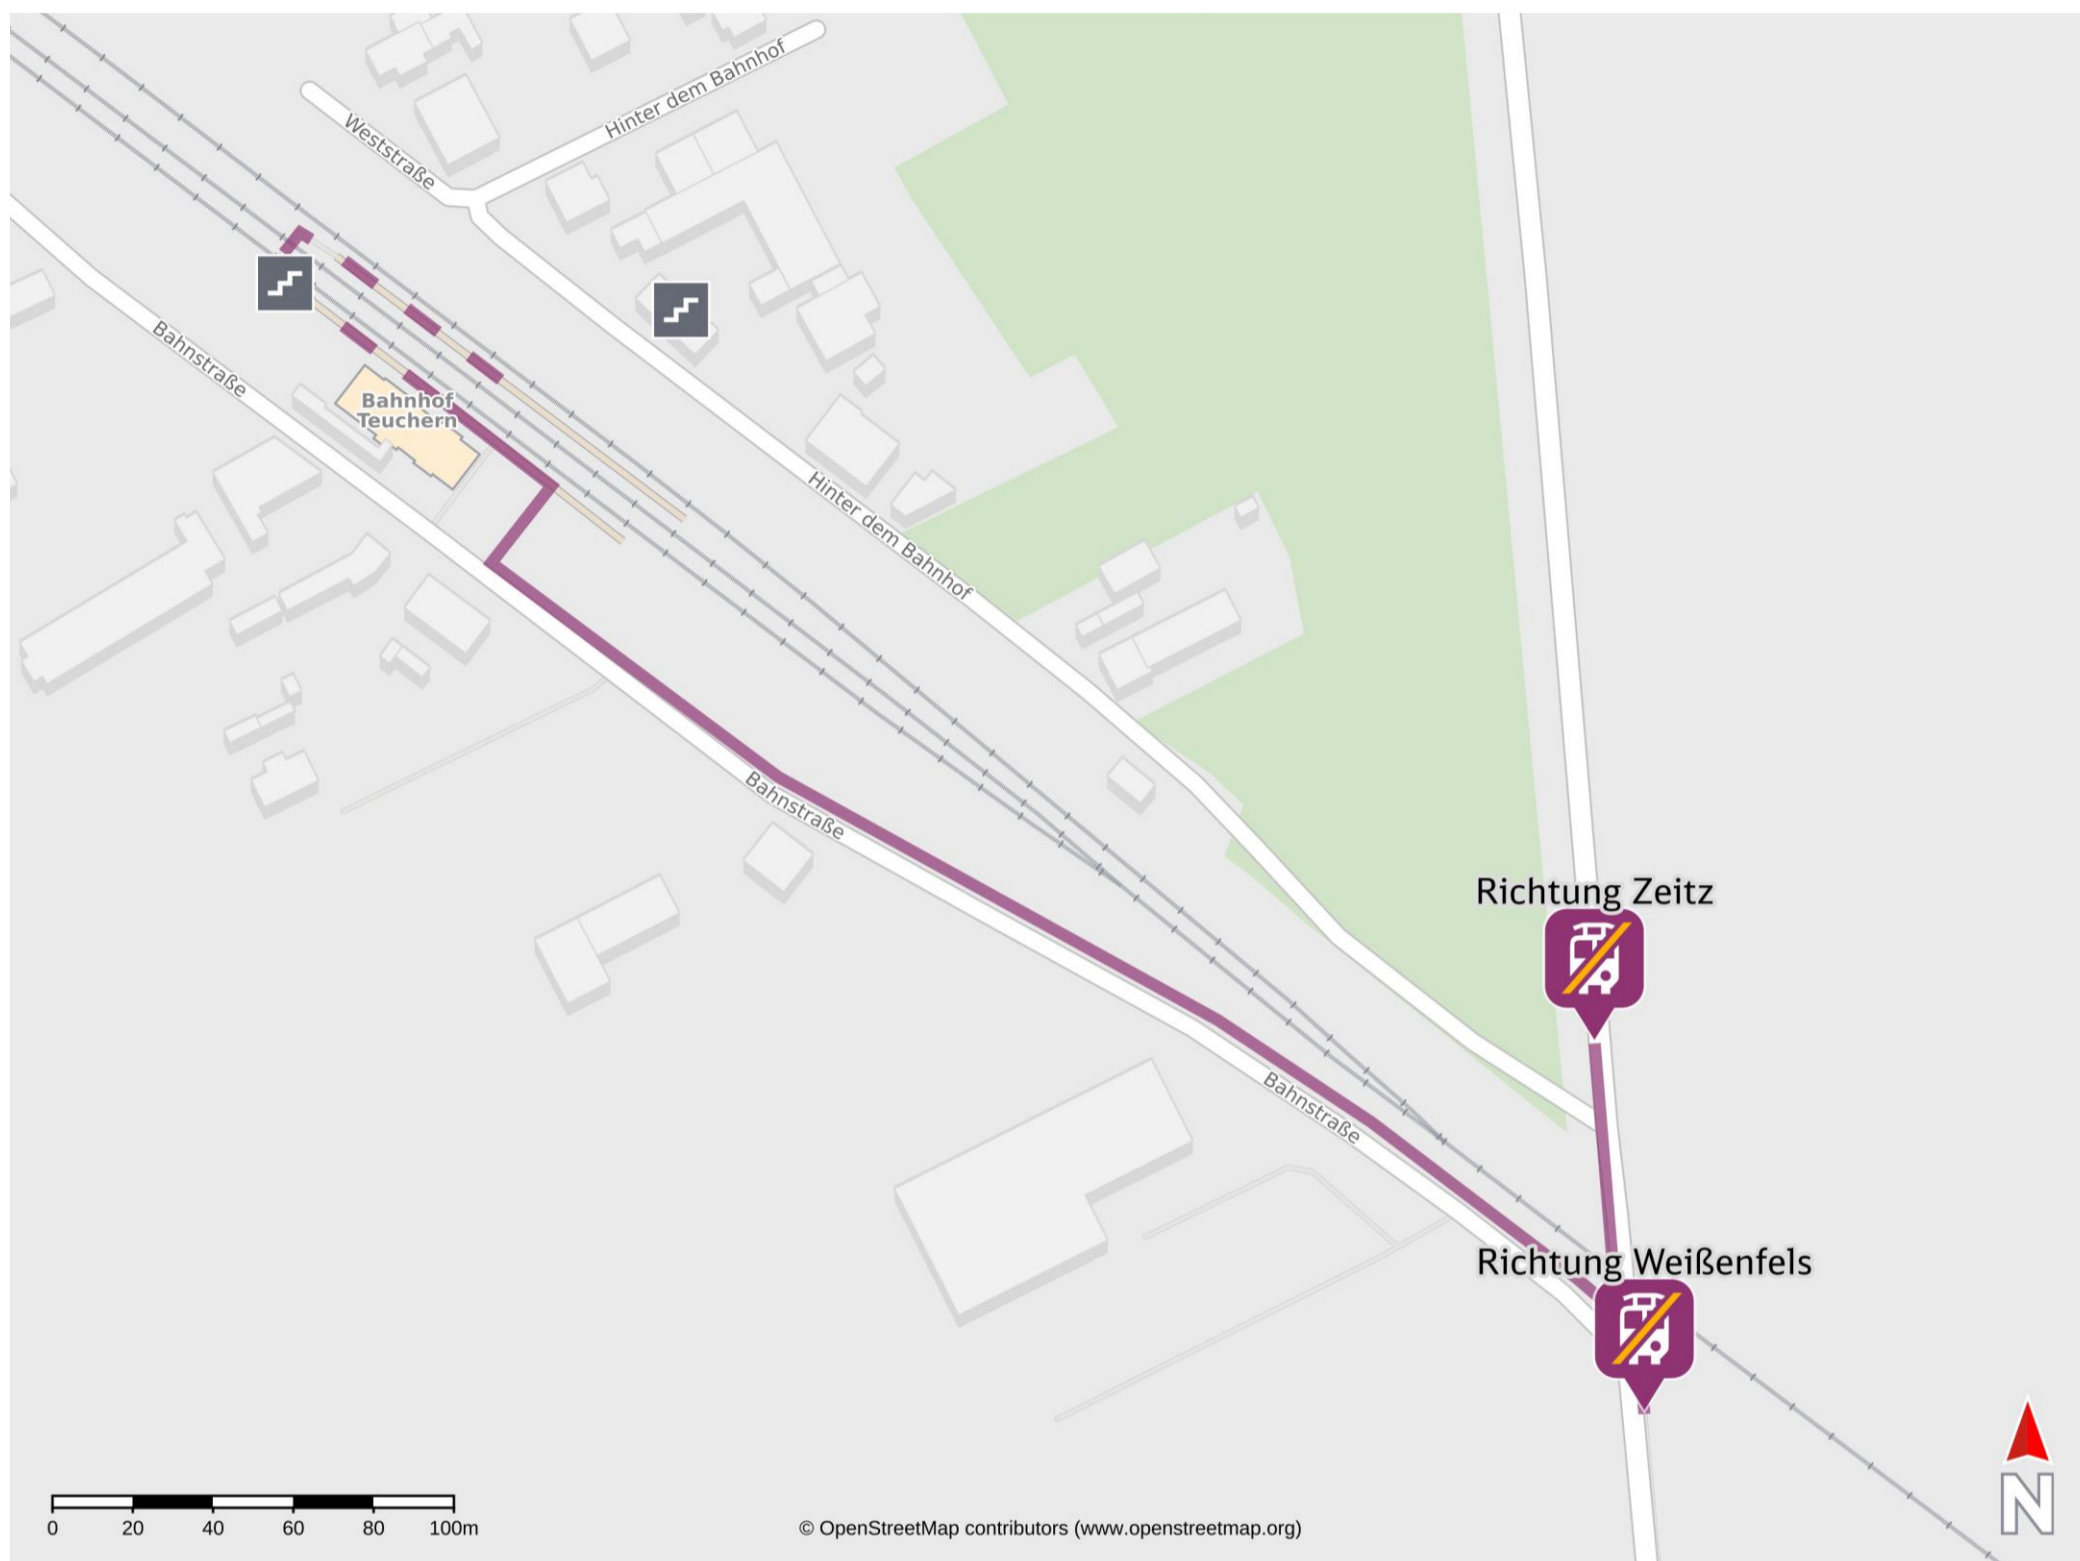 Hinter dem Bahnhof
Weststraße
Bahnstraße
Bahnhof
Teuchern
Hinter dem Bahnhof
Bahnstraße
Richtung Zeitz
Bahnstraße
Richtung Weißenfels
N
0 20 40 60 80 100m
© OpenStreetMap contributors (www.openstreetmap.org)